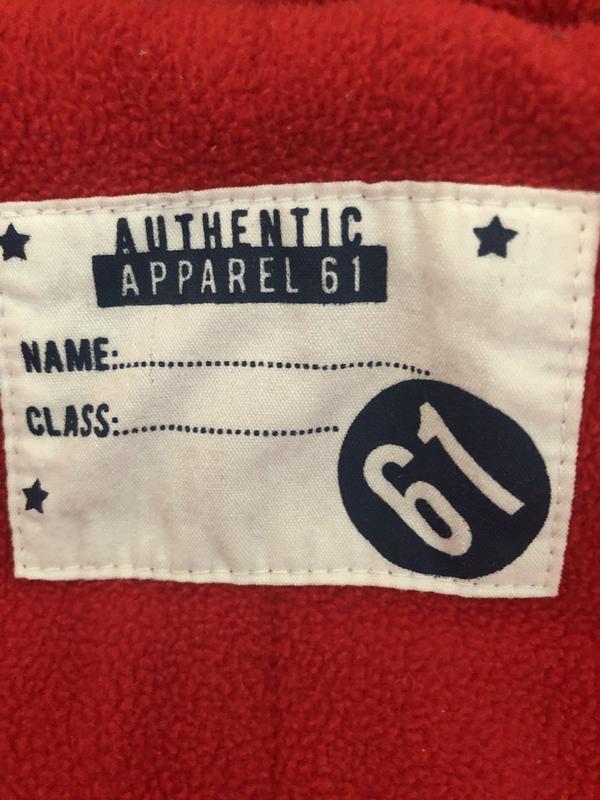 AUTHENTIC
APPAREL 61
NAME:
CLASS:
61